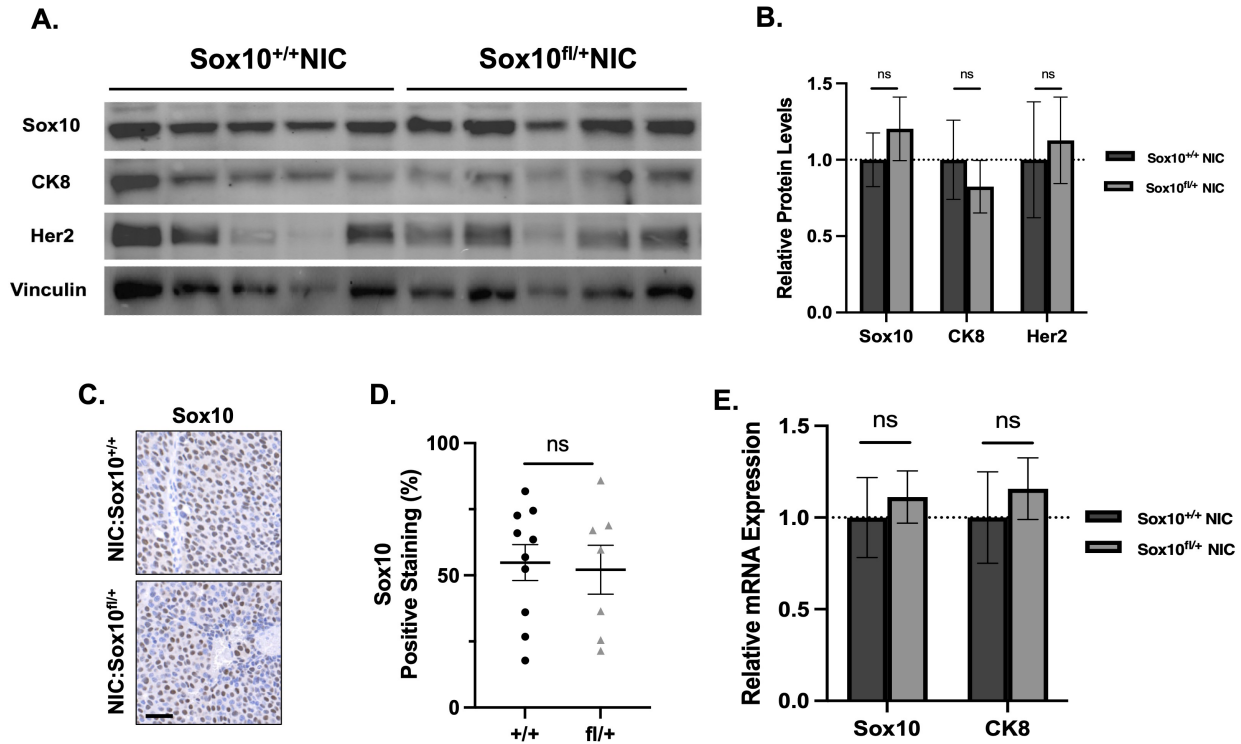 A.
Sox10+/+NIC
Sox10fl/+NIC
Sox10
CK8
Her2
Vinculin
B.
Relative Protein Levels
1.5
1.0
0.5
0.0
ns
ns
ns
Sox10
CK8
Her2
Sox10+/+ NIC
Sox10fl/+ NIC
C.
Sox10
NIC:Sox10+/+
NIC:Sox10fl/+
D.
Sox10
Positive Staining (%)
100
50
0
ns
+/+
fl/+
E.
Relative mRNA Expression
1.5
1.0
0.5
0.0
ns
ns
Sox10
CK8
Sox10+/+ NIC
Sox10fl/+ NIC